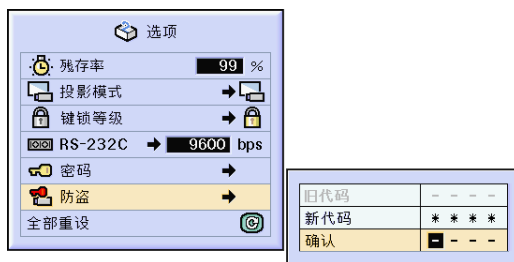 选项
残存率 99 %
投影模式
键锁等级
RS-232C 9600 bps
密码
防盗
全部重设
旧代码 - - - -
新代码 * * * *
确认 - - - -